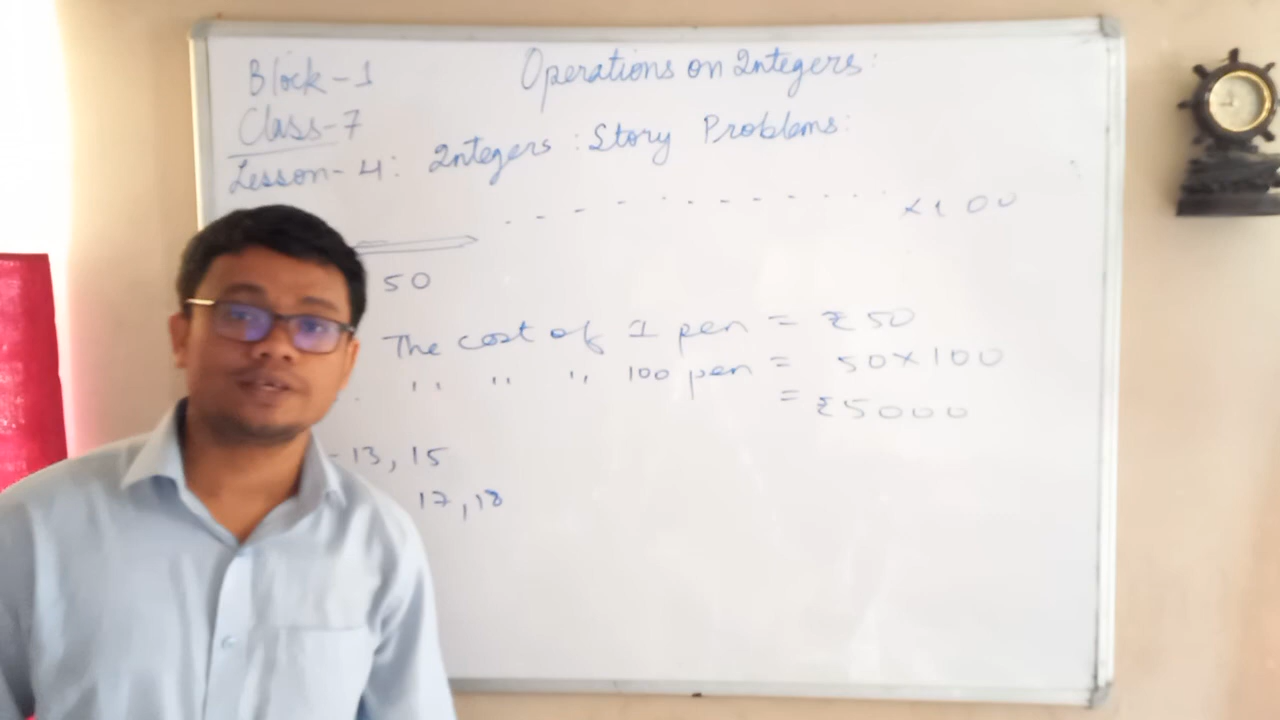 Block-1
Operations on Integers:
Class-7
Lesson-4: Integers: Story Problems:
×100
50
The cost of 1 pen = ₹50
" " " 100 pen = 50×100
= ₹5000
-13, 15
17, 18